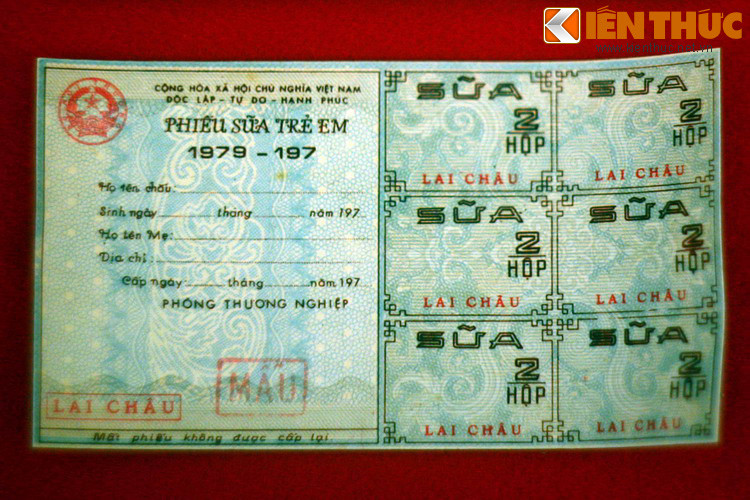 KIẾN THỨC
CỘNG HÒA XÃ HỘI CHỦ NGHĨA VIỆT NAM
ĐỘC LẬP - TỰ DO - HẠNH PHÚC
PHIẾU SỮA TRẺ EM
1979 - 197
Họ tên cháu:
Sinh ngày tháng năm 197
Họ tên Mẹ:
Địa chỉ:
Cấp ngày tháng năm 197
PHÒNG THƯƠNG NGHIỆP
MẪU
LAI CHÂU
Mất phiếu không được cấp lại
SỮA
2
HỘP
LAI CHÂU
SỮA
2
HỘP
LAI CHÂU
SỮA
2
HỘP
LAI CHÂU
SỮA
2
HỘP
LAI CHÂU
SỮA
2
HỘP
LAI CHÂU
SỮA
2
HỘP
LAI CHÂU